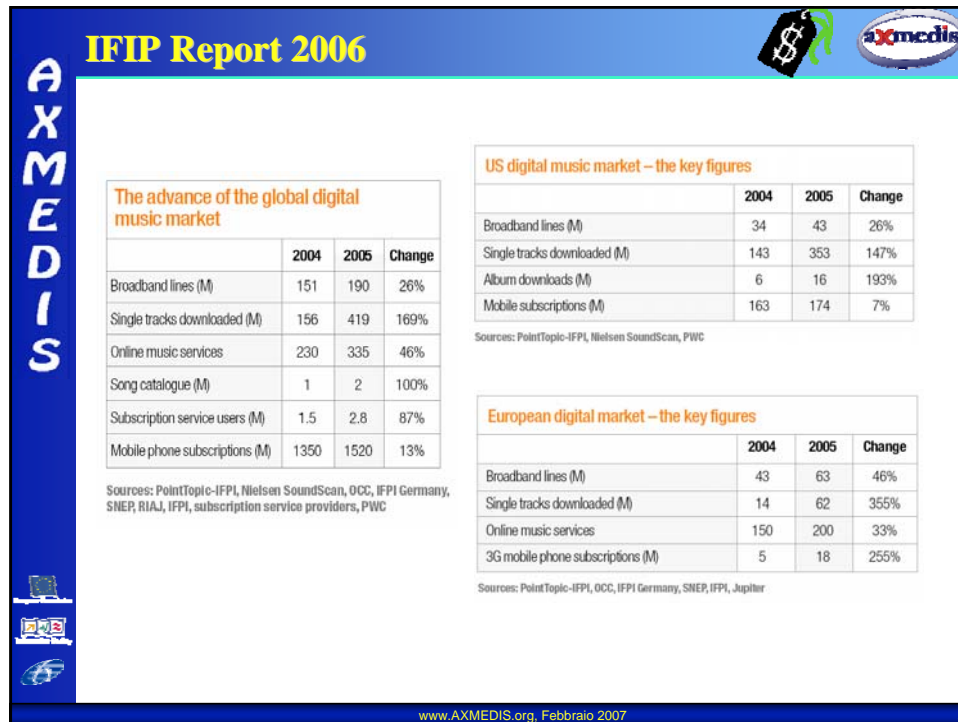 IFIP Report 2006
axmedis
AXMEDIS
The advance of the global digital
music market
2004 2005 Change
Broadband lines (M) 151 190 26%
Single tracks downloaded (M) 156 419 169%
Online music services 230 335 46%
Song catalogue (M) 1 2 100%
Subscription service users (M) 1.5 2.8 87%
Mobile phone subscriptions (M) 1350 1520 13%
Sources: PointTopic-IFPI, Nielsen SoundScan, OCC, IFPI Germany,
SNEP, RIAJ, IFPI, subscription service providers, PWC
US digital music market – the key figures
2004 2005 Change
Broadband lines (M) 34 43 26%
Single tracks downloaded (M) 143 353 147%
Album downloads (M) 6 16 193%
Mobile subscriptions (M) 163 174 7%
Sources: PointTopic-IFPI, Nielsen SoundScan, PWC
European digital market – the key figures
2004 2005 Change
Broadband lines (M) 43 63 46%
Single tracks downloaded (M) 14 62 355%
Online music services 150 200 33%
3G mobile phone subscriptions (M) 5 18 255%
Sources: PointTopic-IFPI, OCC, IFPI Germany, SNEP, IFPI, Jupiter
www.AXMEDIS.org, Febbraio 2007